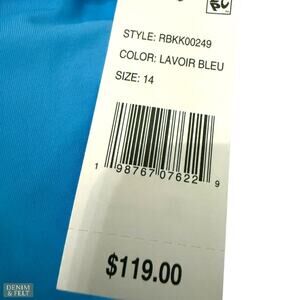 STYLE: RBKK00249
COLOR: LAVOIR BLEU
SIZE: 14
1 98767 07622 9
$119.00
DENIM
& FELT